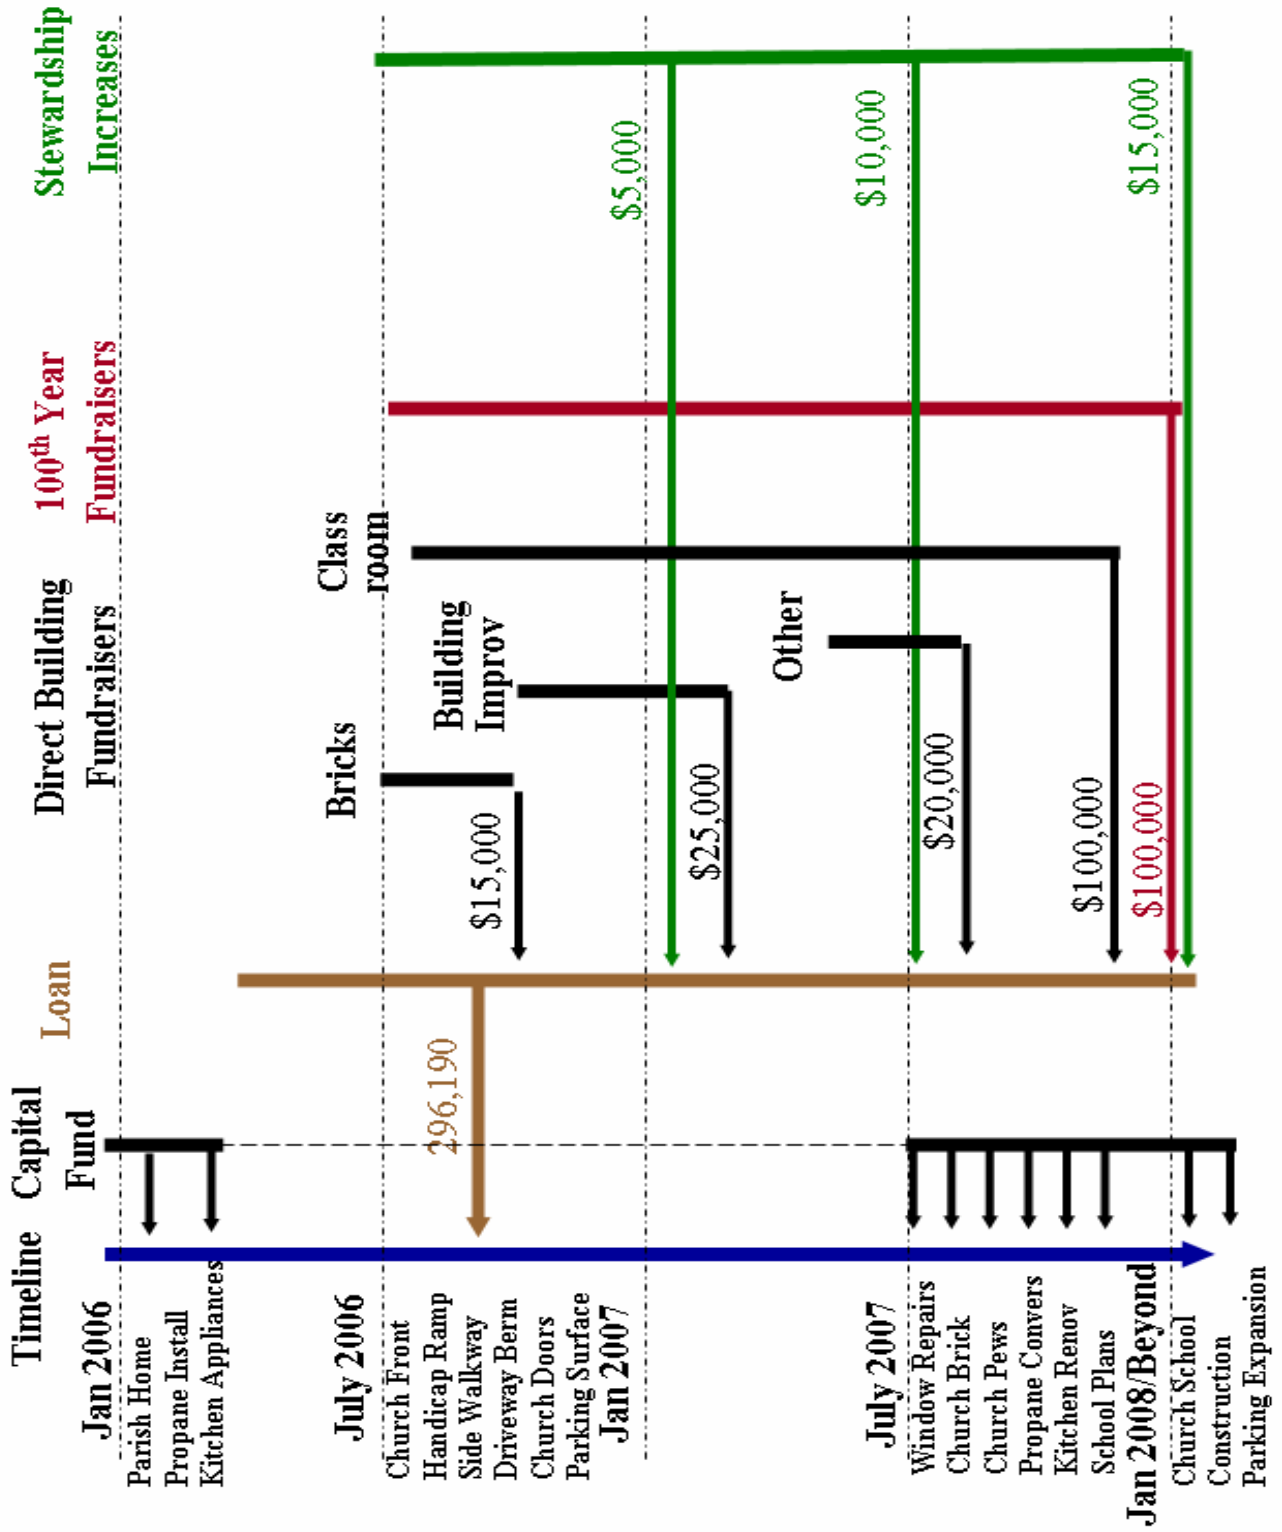 Stewardship
Increases
$5,000
$10,000
$15,000
100th Year
Fundraisers
$100,000
Direct Building
Fundraisers
Class
room
$100,000
Building
Improv
$25,000
Other
$20,000
Bricks
$15,000
Loan
296,190
Capital
Fund
Timeline
Jan 2006
Parish Home
Propane Install
Kitchen Appliances
July 2006
Church Front
Handicap Ramp
Side Walkway
Driveway Berm
Church Doors
Parking Surface
Jan 2007
July 2007
Window Repairs
Church Brick
Church Pews
Propane Convers
Kitchen Renov
School Plans
Jan 2008/Beyond
Church School
Construction
Parking Expansion